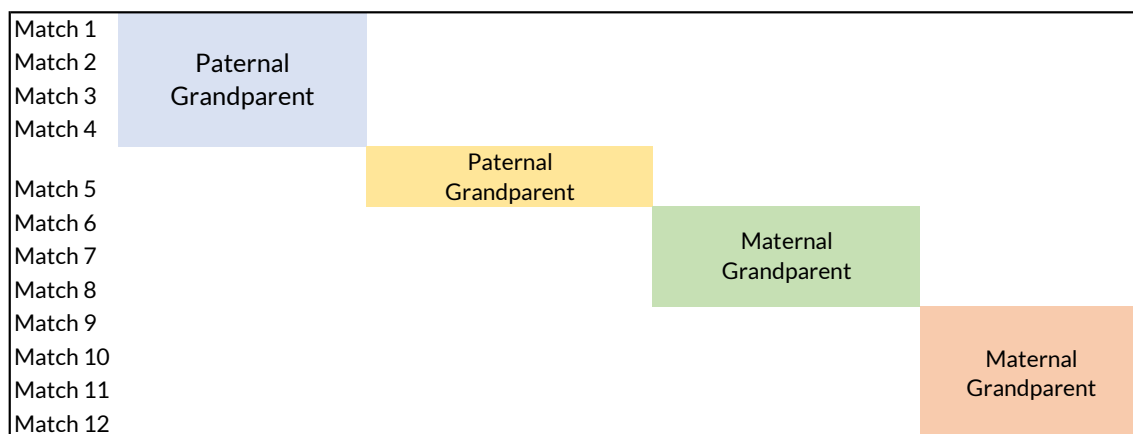 Match 1
Match 2
Match 3
Match 4
Paternal
Grandparent
Match 5
Paternal
Grandparent
Match 6
Match 7
Match 8
Maternal
Grandparent
Match 9
Match 10
Match 11
Match 12
Maternal
Grandparent